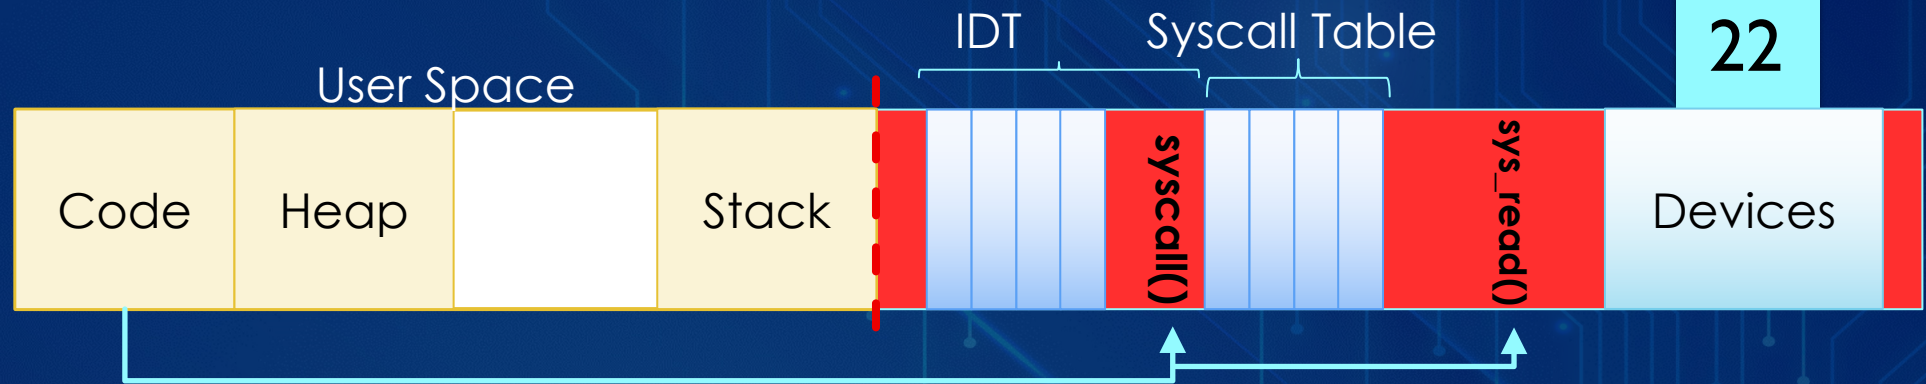 IDT
Syscall Table
22
User Space
Code
Heap
Stack
syscall()
sys_read()
Devices